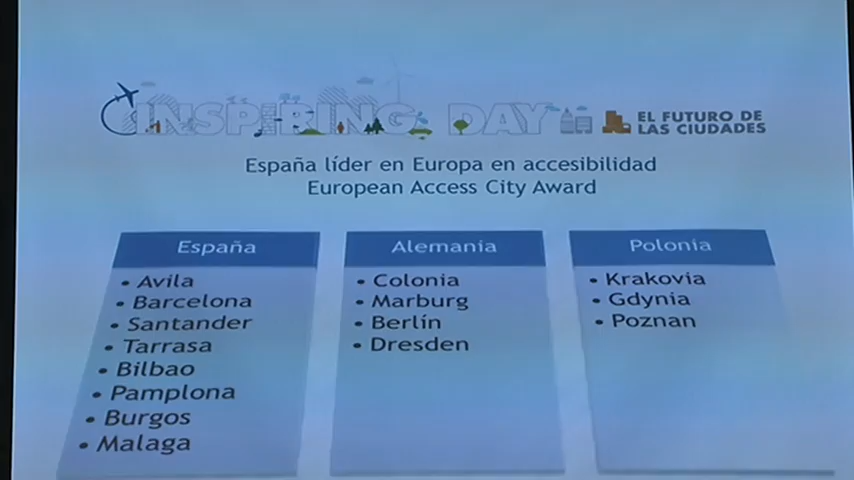 INSPIRING DAY
EL FUTURO DE
LAS CIUDADES
España líder en Europa en accesibilidad
European Access City Award
España
• Avila
• Barcelona
• Santander
• Tarrasa
• Bilbao
• Pamplona
• Burgos
• Malaga
Alemania
• Colonia
• Marburg
• Berlín
• Dresden
Polonia
• Krakovia
• Gdynia
• Poznan